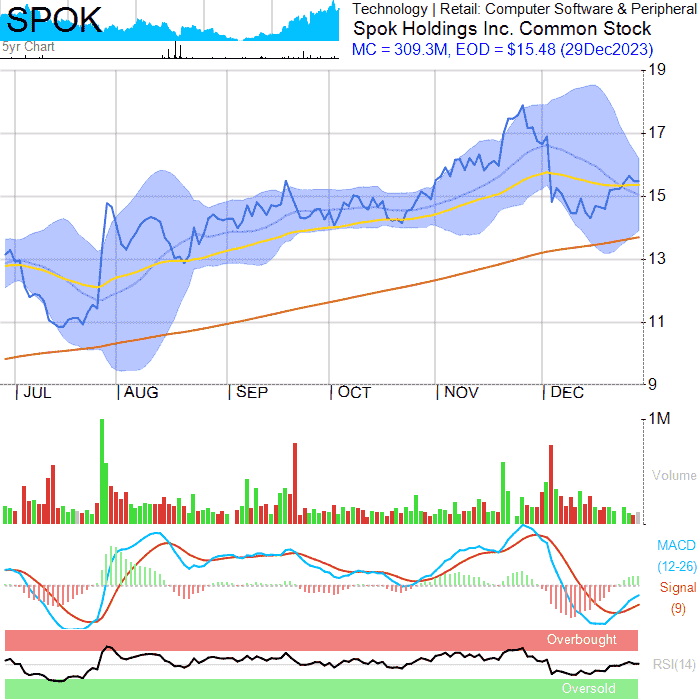 SPOK
5yr Chart
Technology | Retail: Computer Software & Peripheral
Spok Holdings Inc. Common Stock
MC = 309.3M, EOD = $15.48 (29Dec2023)
19
17
15
13
11
9
JUL AUG SEP OCT NOV DEC
1M
Volume
MACD
(12-26)
Signal
(9)
Overbought
RSI(14)
Oversold